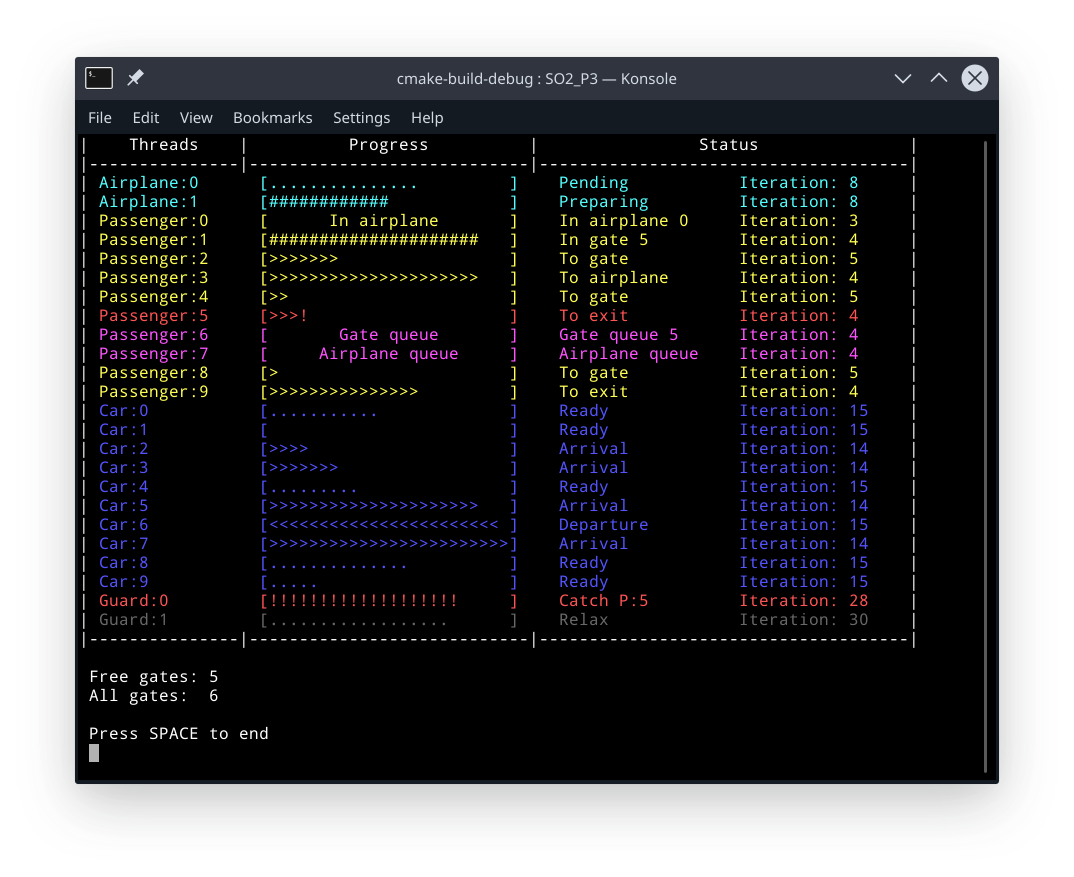 cmake-build-debug : SO2_P3 — Konsole
File Edit View Bookmarks Settings Help
|    Threads    |          Progress          |                Status                |
|---------------|----------------------------|-------------------------------------|
| Airplane:0      [...............         ]    Pending           Iteration: 8     |
| Airplane:1      [############            ]    Preparing         Iteration: 8     |
| Passenger:0     [      In airplane       ]    In airplane 0     Iteration: 3     |
| Passenger:1     [#####################   ]    In gate 5         Iteration: 4     |
| Passenger:2     [>>>>>>>                 ]    To gate           Iteration: 5     |
| Passenger:3     [>>>>>>>>>>>>>>>>>>>>>   ]    To airplane       Iteration: 4     |
| Passenger:4     [>>                      ]    To gate           Iteration: 5     |
| Passenger:5     [>>>!                    ]    To exit           Iteration: 4     |
| Passenger:6     [       Gate queue       ]    Gate queue 5      Iteration: 4     |
| Passenger:7     [     Airplane queue     ]    Airplane queue    Iteration: 4     |
| Passenger:8     [>                       ]    To gate           Iteration: 5     |
| Passenger:9     [>>>>>>>>>>>>>>>         ]    To exit           Iteration: 4     |
| Car:0           [...........             ]    Ready             Iteration: 15    |
| Car:1           [                        ]    Ready             Iteration: 15    |
| Car:2           [>>>>                    ]    Arrival           Iteration: 14    |
| Car:3           [>>>>>>>                 ]    Arrival           Iteration: 14    |
| Car:4           [.........               ]    Ready             Iteration: 15    |
| Car:5           [>>>>>>>>>>>>>>>>>>>>>   ]    Arrival           Iteration: 14    |
| Car:6           [<<<<<<<<<<<<<<<<<<<<<<< ]    Departure         Iteration: 15    |
| Car:7           [>>>>>>>>>>>>>>>>>>>>>>>>]    Arrival           Iteration: 14    |
| Car:8           [..............          ]    Ready             Iteration: 15    |
| Car:9           [.....                   ]    Ready             Iteration: 15    |
| Guard:0         [!!!!!!!!!!!!!!!!!!!     ]    Catch P:5         Iteration: 28    |
| Guard:1         [..................      ]    Relax             Iteration: 30    |
|---------------|----------------------------|-------------------------------------|
Free gates: 5
All gates:  6
Press SPACE to end